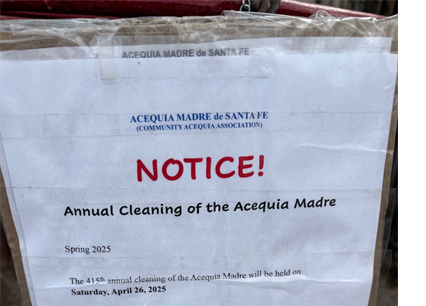 ACEQUIA MADRE de SANTA FE
ACEQUIA MADRE de SANTA FE
(COMMUNITY ACEQUIA ASSOCIATION)
NOTICE!
Annual Cleaning of the Acequia Madre
Spring 2025
The 415th annual cleaning of the Acequia Madre will be held on
Saturday, April 26, 2025